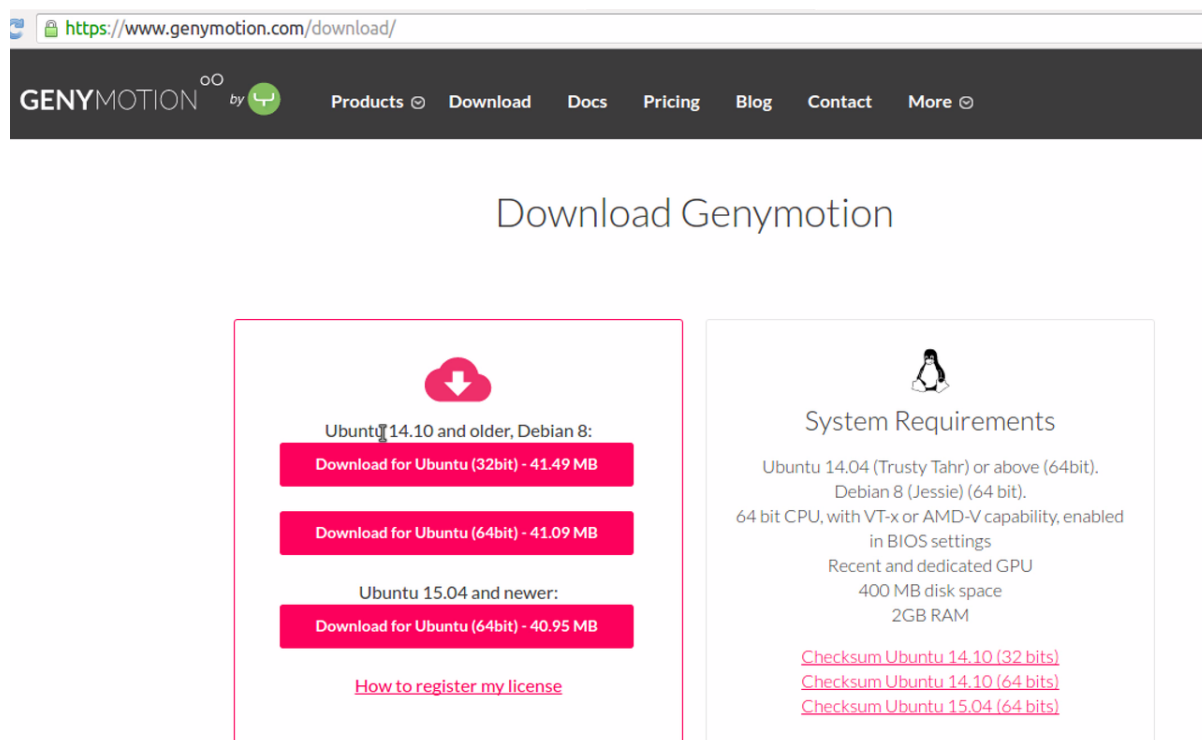 https://www.genymotion.com/download/
GENYMOTION oO by
Products Download Docs Pricing Blog Contact More
Download Genymotion
Ubuntu 14.10 and older, Debian 8:
Download for Ubuntu (32bit) - 41.49 MB
Download for Ubuntu (64bit) - 41.09 MB
Ubuntu 15.04 and newer:
Download for Ubuntu (64bit) - 40.95 MB
How to register my license
System Requirements
Ubuntu 14.04 (Trusty Tahr) or above (64bit).
Debian 8 (Jessie) (64 bit).
64 bit CPU, with VT-x or AMD-V capability, enabled
in BIOS settings
Recent and dedicated GPU
400 MB disk space
2GB RAM
Checksum Ubuntu 14.10 (32 bits)
Checksum Ubuntu 14.10 (64 bits)
Checksum Ubuntu 15.04 (64 bits)